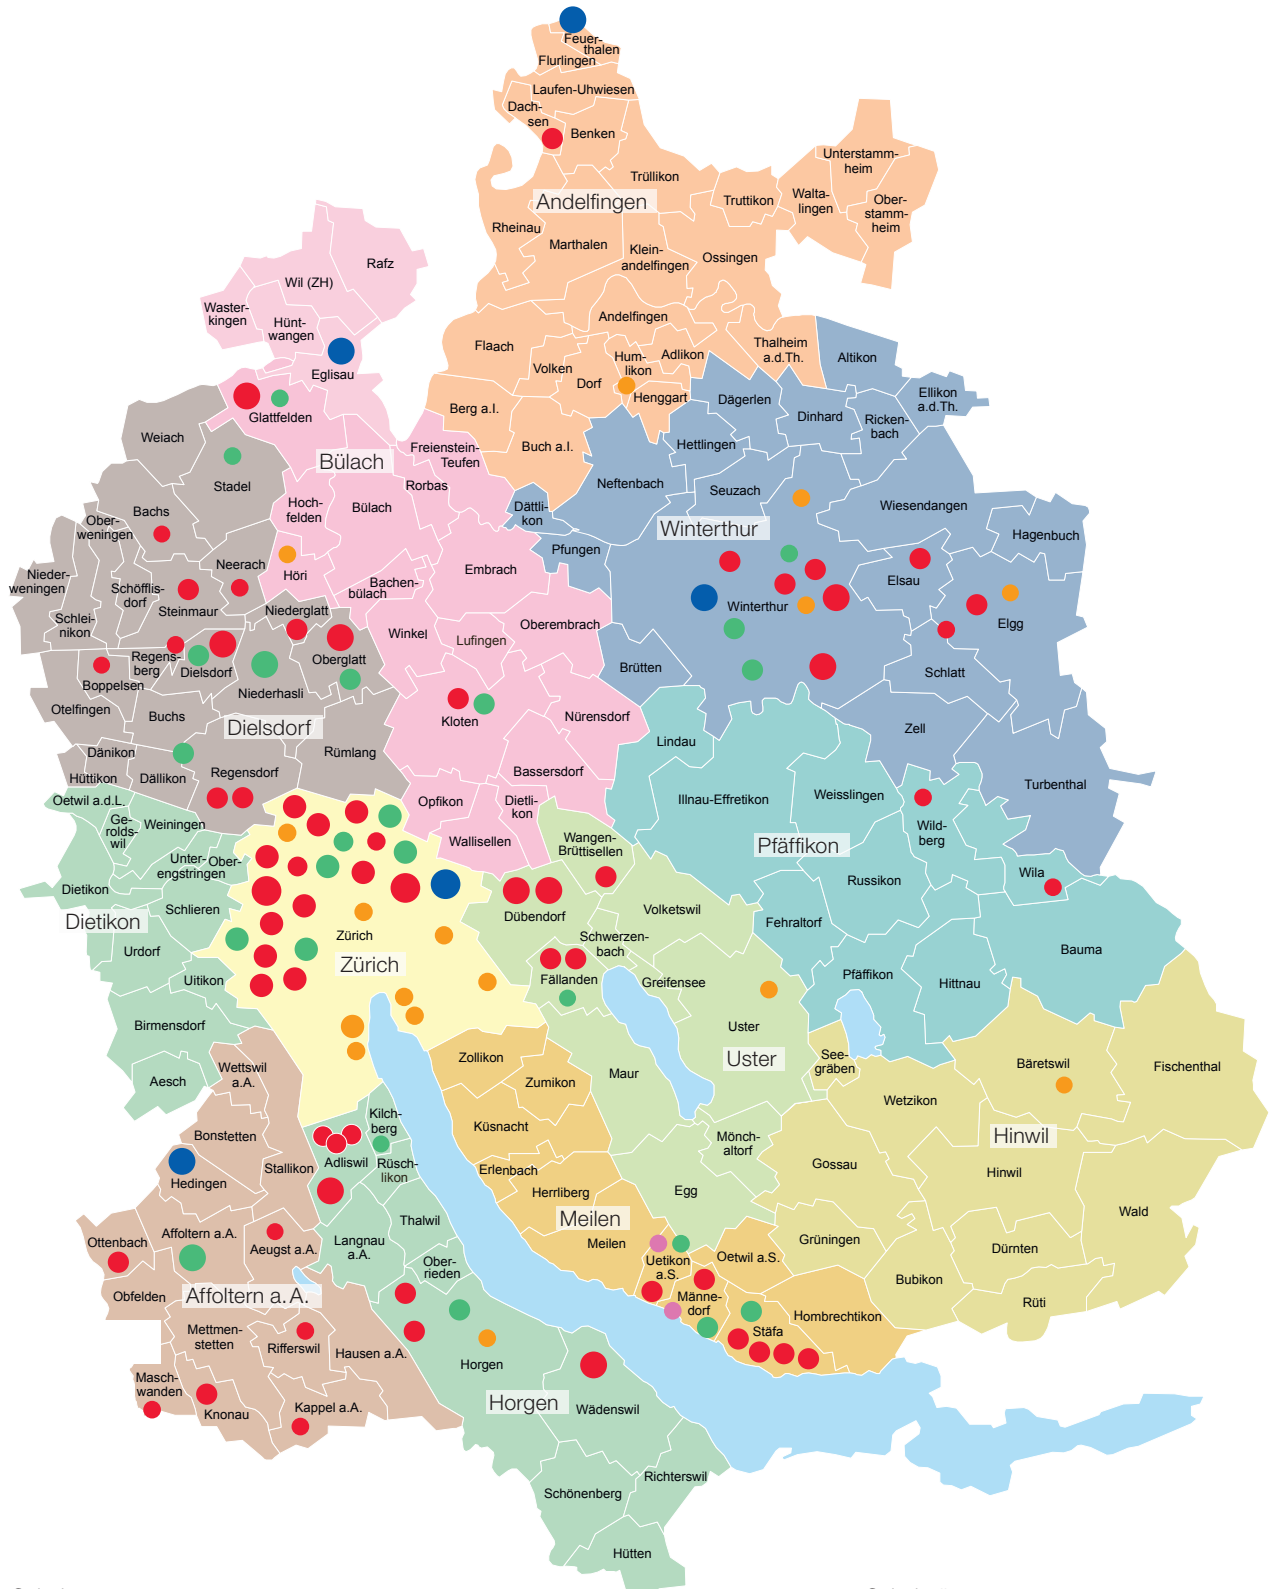 Feuer-
thalen
Flurlingen
Laufen-Uhwiesen
Dach-
sen
Benken
Unterstamm-
heim
Trüllikon
Truttikon
Walta-
lingen
Ober-
stamm-
heim
Andelfingen
Rheinau
Marthalen
Klein-
andelfingen
Ossingen
Rafz
Wil (ZH)
Waster-
kingen
Hünt-
wangen
Andelfingen
Flaach
Thalheim
a.d.Th.
Altikon
Eglisau
Volken
Dorf
Hum-
likon
Adlikon
Henggart
Dägerlen
Ellikon
a.d.Th.
Glattfelden
Berg a.I.
Dinhard
Ricken-
bach
Weiach
Freienstein-
Teufen
Buch a.I.
Hettlingen
Bülach
Stadel
Rorbas
Neftenbach
Seuzach
Wiesendangen
Bachs
Hoch-
felden
Bülach
Dättli-
kon
Winterthur
Hagenbuch
Ober-
weningen
Pfungen
Neerach
Höri
Bachen-
bülach
Embrach
Elsau
Nieder-
weningen
Schöfflis-
dorf
Steinmaur
Niederglatt
Winterthur
Elgg
Schlei-
nikon
Winkel
Lufingen
Oberembrach
Regens-
berg
Dielsdorf
Oberglatt
Brütten
Schlatt
Boppelsen
Niederhasli
Otelfingen
Buchs
Dielsdorf
Kloten
Nürensdorf
Lindau
Zell
Dänikon
Rümlang
Hüttikon
Dällikon
Regensdorf
Bassersdorf
Turbenthal
Oetwil a.d.L.
Opfikon
Dietli-
kon
Illnau-Effretikon
Weisslingen
Ge-
rolds-
wil
Weiningen
Wallisellen
Wangen-
Brüttisellen
Pfäffikon
Wild-
berg
Unter-
engstringen
Ober-
Dietikon
Russikon
Wila
Dietikon
Schlieren
Dübendorf
Volketswil
Fehraltorf
Zürich
Schwerzen-
bach
Bauma
Urdorf
Zürich
Uitikon
Fällanden
Greifensee
Pfäffikon
Hittnau
Birmensdorf
Uster
Uster
Zollikon
See-
gräben
Bäretswil
Fischenthal
Wettswil
a.A.
Aesch
Maur
Zumikon
Wetzikon
Kilch-
berg
Küsnacht
Mönch-
altorf
Hinwil
Bonstetten
Stallikon
Adliswil
Rüsch-
likon
Erlenbach
Gossau
Hinwil
Hedingen
Herrliberg
Egg
Wald
Meilen
Thalwil
Affoltern a.A.
Ottenbach
Aeugst a.A.
Langnau
a.A.
Meilen
Grüningen
Dürnten
Uetikon
a.S.
Oetwil a.S.
Ober-
rieden
Bubikon
Obfelden
Affoltern a.A.
Männe-
dorf
Rüti
Mettmen-
stetten
Stäfa
Hombrechtikon
Rifferswil
Hausen a.A.
Horgen
Masch-
wanden
Horgen
Knonau
Kappel a.A.
Wädenswil
Richterswil
Schönenberg
Hütten